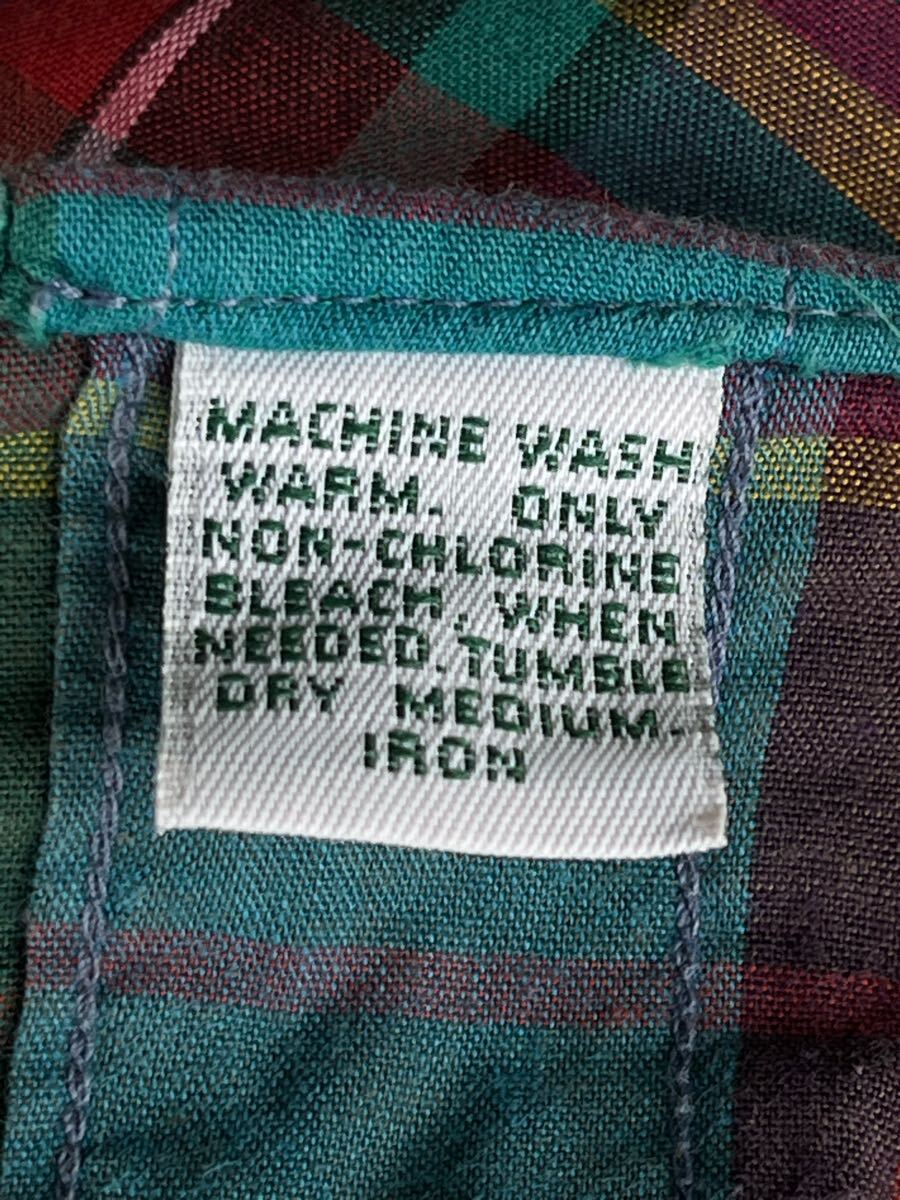 MACHINE WASH
WARM. ONLY
NON-CHLORINE
BLEACH. WHEN
NEEDED. TUMBLE
DRY MEDIUM.
IRON